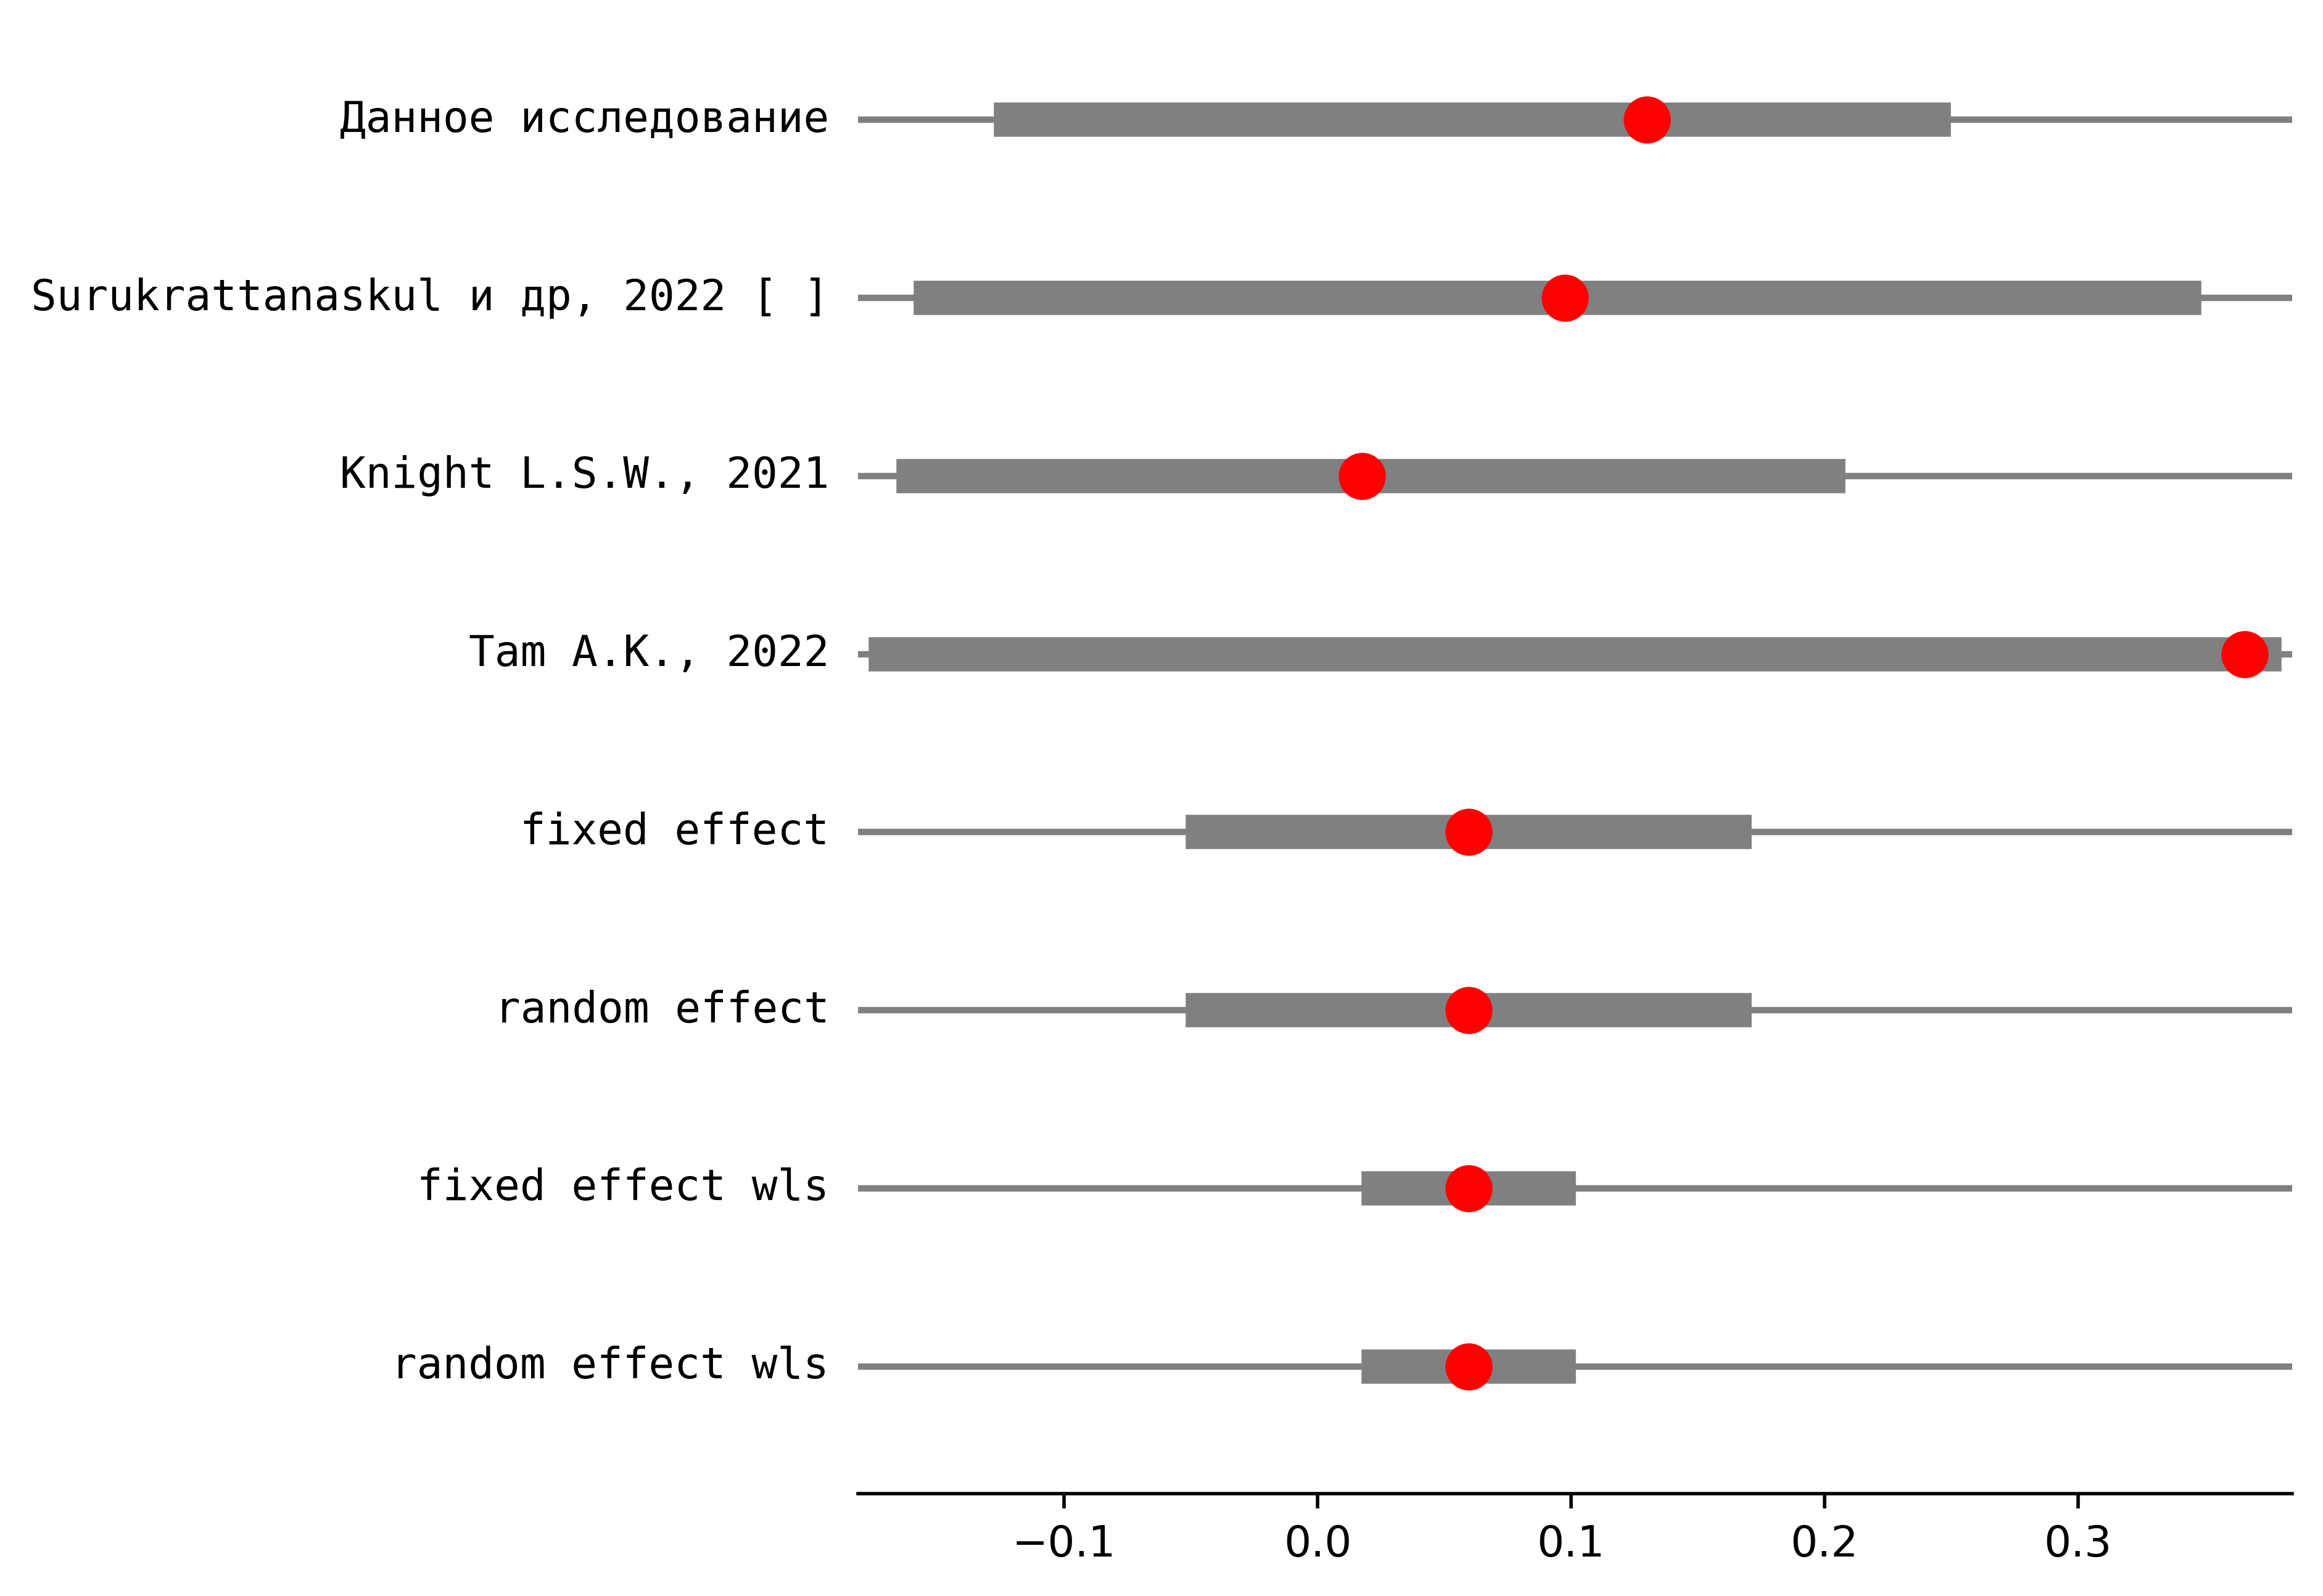 Данное исследование
Surukrattanaskul и др, 2022 [ ]
Knight L.S.W., 2021
Tam A.K., 2022
fixed effect
random effect
fixed effect wls
random effect wls
−0.1 0.0 0.1 0.2 0.3